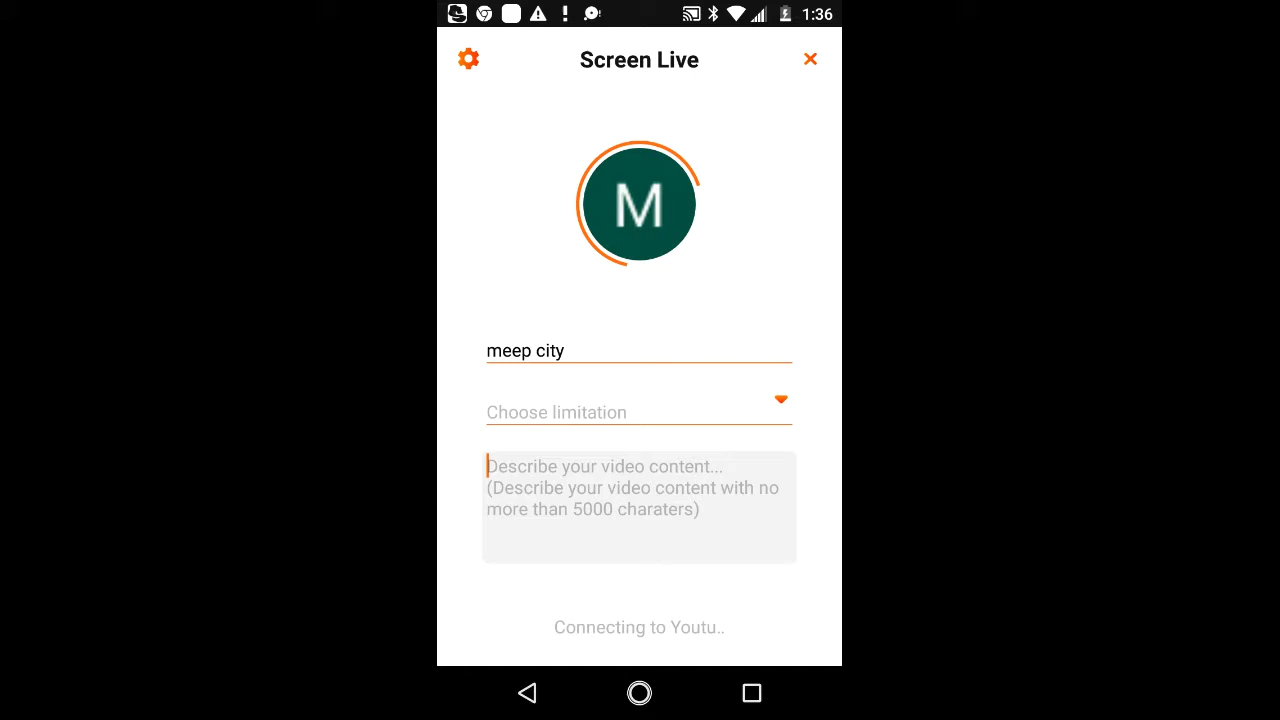 1:36
Screen Live
M
meep city
Choose limitation
Describe your video content...
(Describe your video content with no
more than 5000 charaters)
Connecting to Youtu..